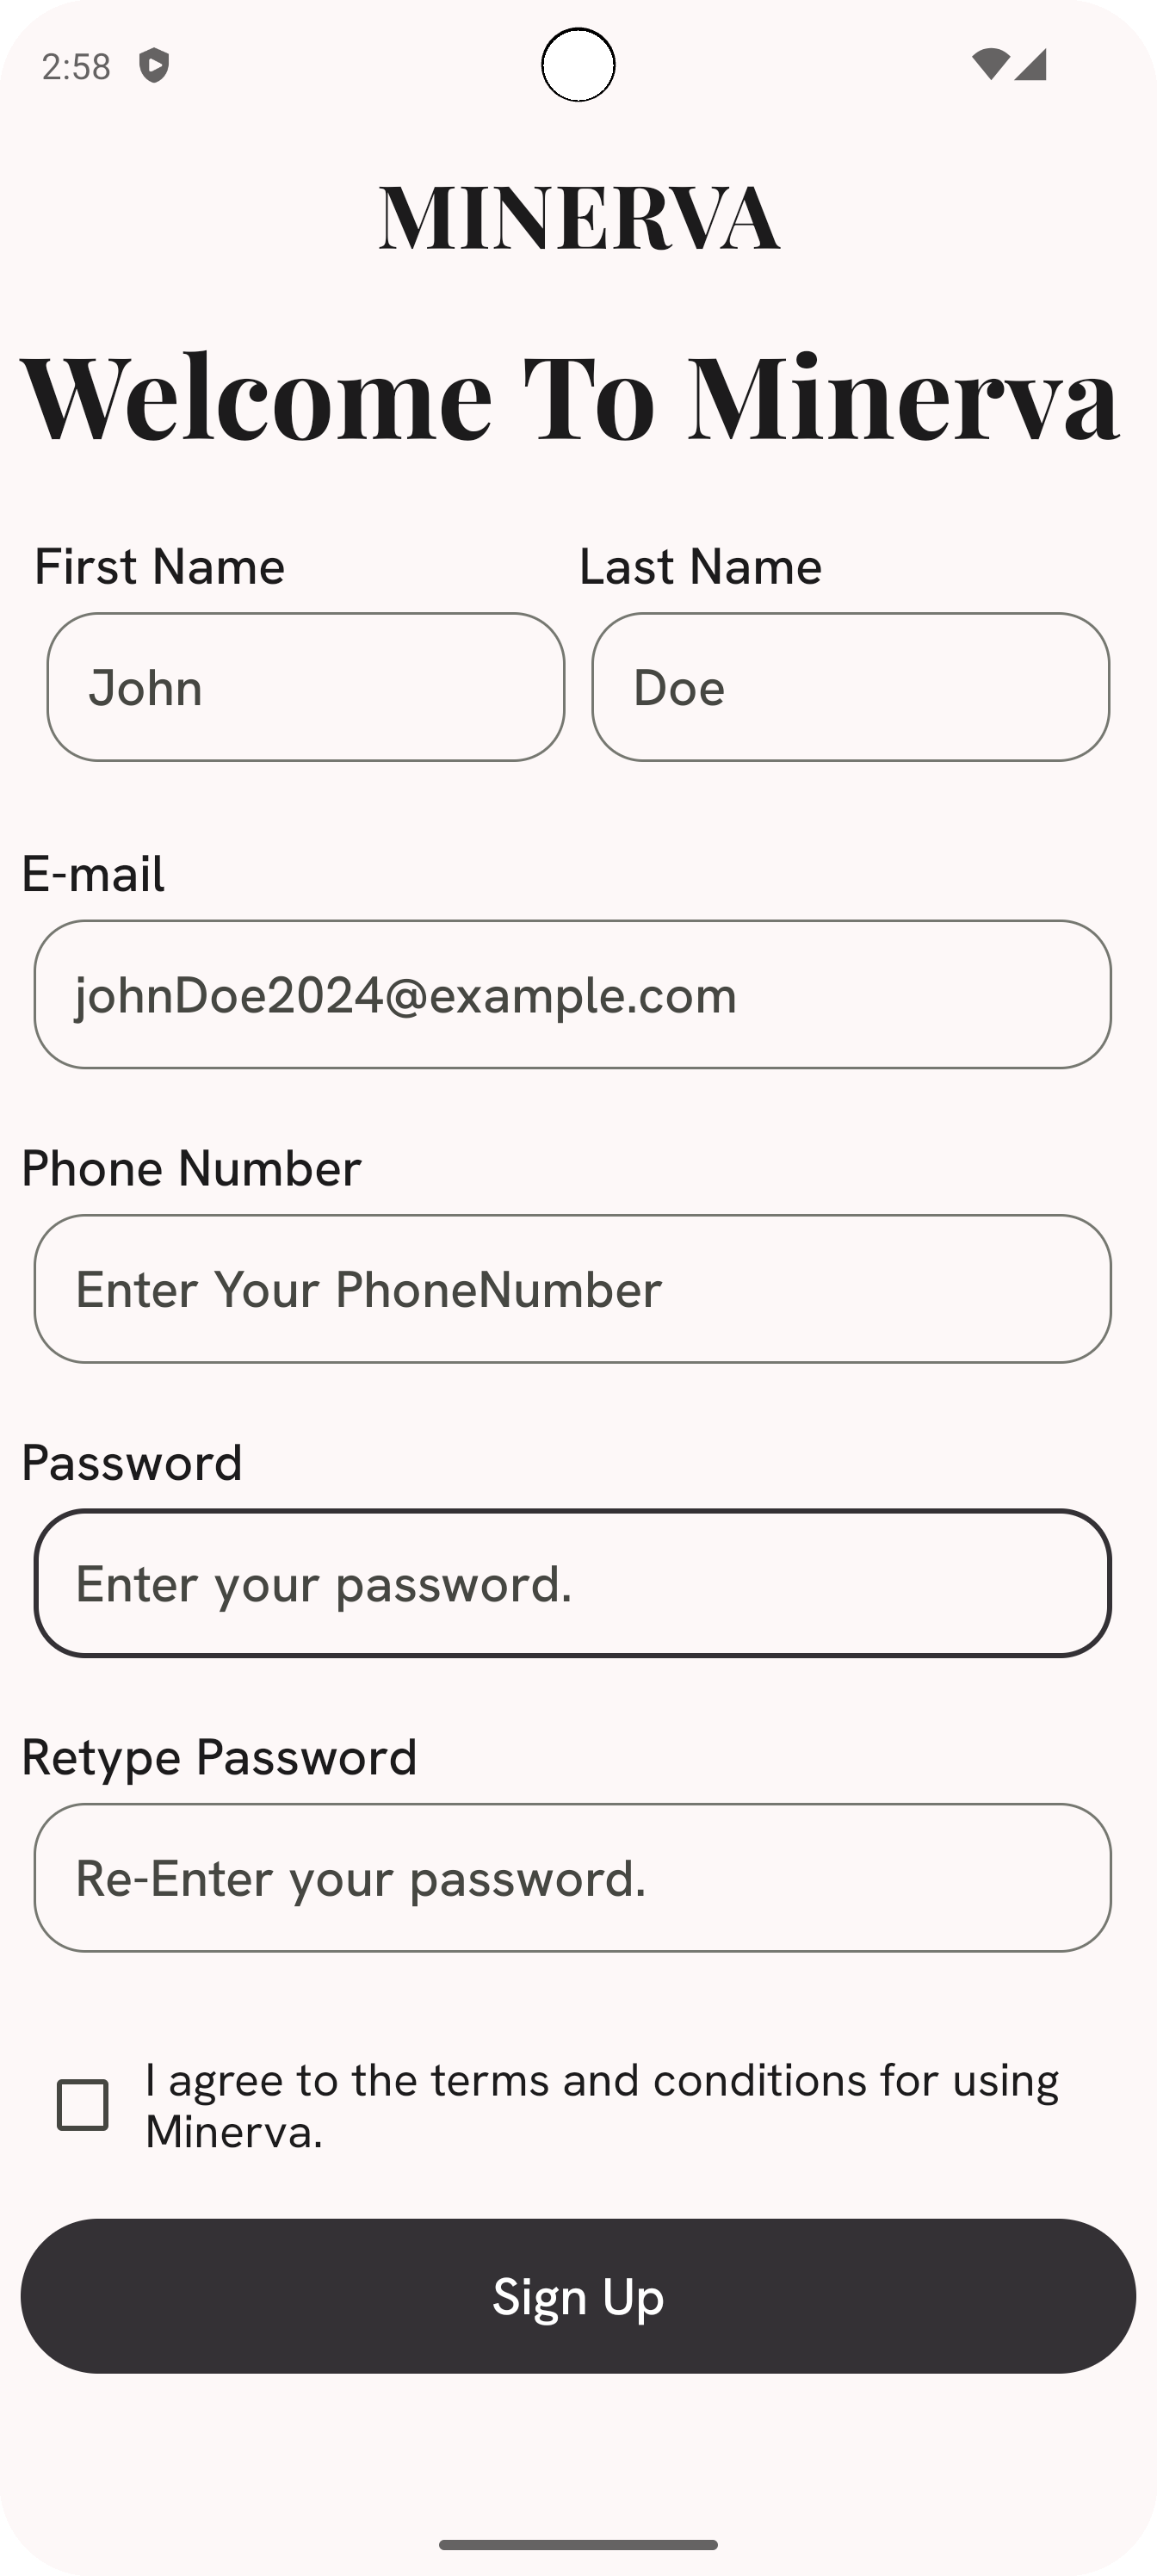 2:58
MINERVA
Welcome To Minerva
First Name
Last Name
John
Doe
E-mail
johnDoe2024@example.com
Phone Number
Enter Your PhoneNumber
Password
Enter your password.
Retype Password
Re-Enter your password.
I agree to the terms and conditions for using
Minerva.
Sign Up